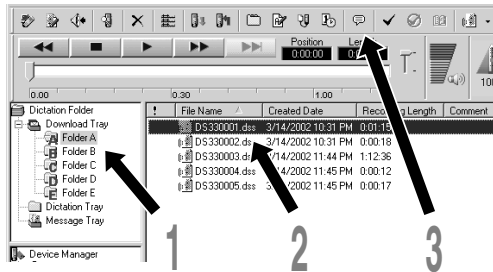 Position
0:00:00
0.00
0.30
1.00
10
Dictation Folder
Download Tray
Folder A
Folder B
Folder C
Folder D
Folder E
Dictation Tray
Message Tray
Device Manager
! File Name Created Date Recording Length Comment
DS330001.dss 3/14/2002 10:31 PM 0:01:15
DS330002.dss 3/14/2002 10:31 PM 0:00:18
DS330003.dss 3/14/2002 11:44 PM 1:12:36
DS330004.dss 3/14/2002 11:45 PM 0:00:12
DS330005.dss 3/14/2002 11:45 PM 0:00:17
1
2
3